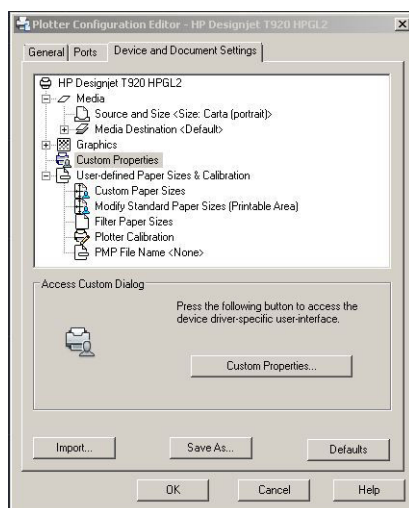 Plotter Configuration Editor - HP Designjet T920 HPGL2
General Ports Device and Document Settings
HP Designjet T920 HPGL2
Media
Source and Size <Size: Carta (portrait)>
Media Destination <Default>
Graphics
Custom Properties
User-defined Paper Sizes & Calibration
Custom Paper Sizes
Modify Standard Paper Sizes (Printable Area)
Filter Paper Sizes
Plotter Calibration
PMP File Name <None>
Access Custom Dialog
Press the following button to access the
device driver-specific user-interface.
Custom Properties...
Import... Save As... Defaults
OK Cancel Help